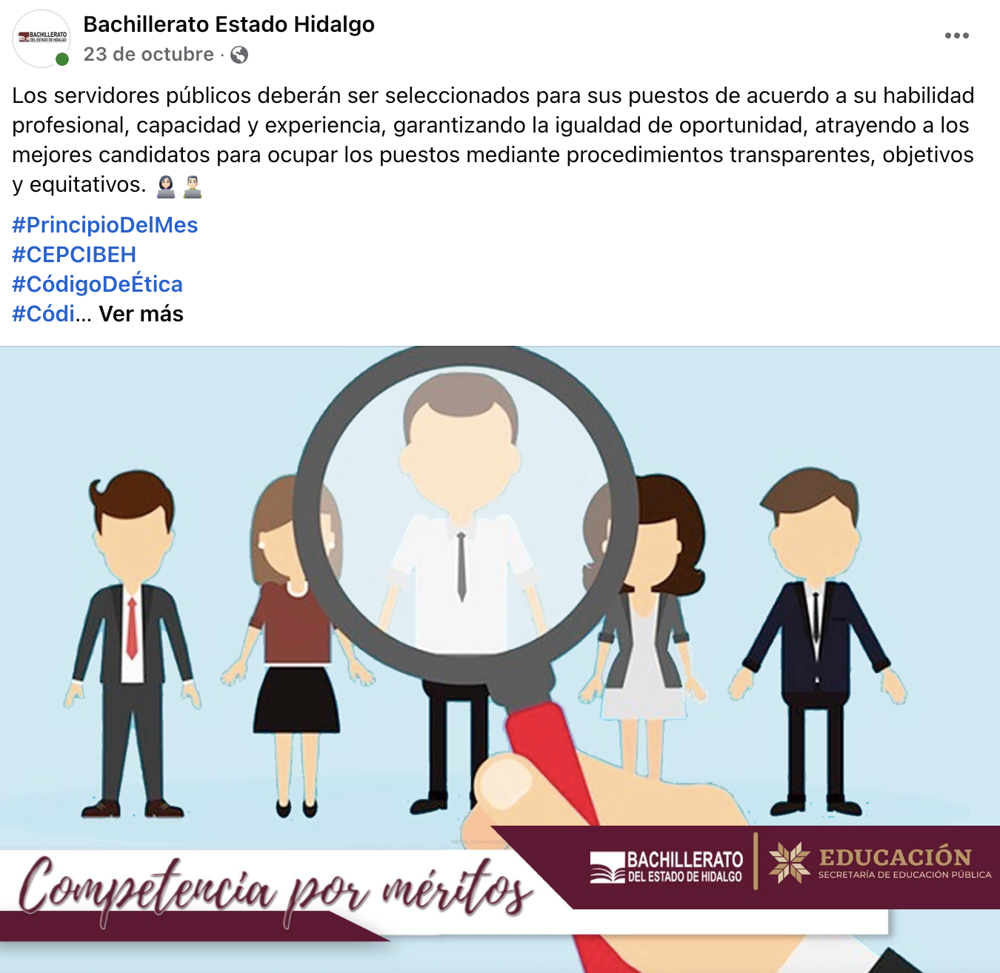 BACHILLERATO
DEL ESTADO DE HIDALGO
Bachillerato Estado Hidalgo
23 de octubre ·
Los servidores públicos deberán ser seleccionados para sus puestos de acuerdo a su habilidad
profesional, capacidad y experiencia, garantizando la igualdad de oportunidad, atrayendo a los
mejores candidatos para ocupar los puestos mediante procedimientos transparentes, objetivos
y equitativos.
#PrincipioDelMes
#CEPCIBEH
#CódigoDeÉtica
#Códi... Ver más
Competencia por méritos
BACHILLERATO
DEL ESTADO DE HIDALGO
EDUCACIÓN
SECRETARÍA DE EDUCACIÓN PÚBLICA